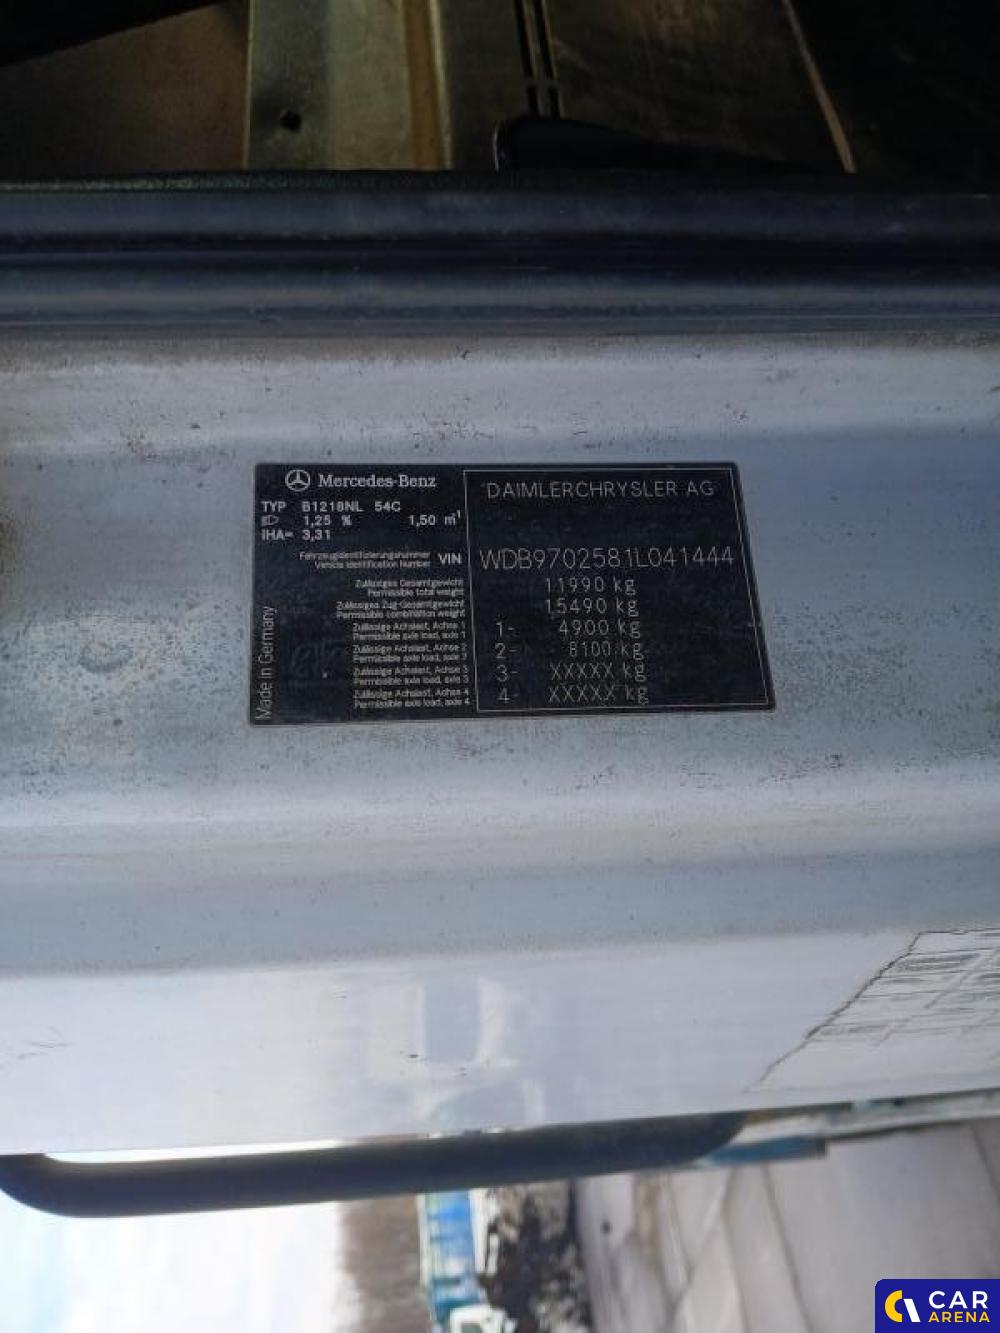 Mercedes-Benz
TYP B1218NL 54C
1,25 % 1,50 m⁻¹
IHA= 3,31
Fahrzeugidentifizierungsnummer
Vehicle identification number VIN
Zulässiges Gesamtgewicht
Permissible total weight
Zulässiges Zug-Gesamtgewicht
Permissible combination weight
Zulässige Achslast, Achse 1
Permissible axle load, axle 1
Zulässige Achslast, Achse 2
Permissible axle load, axle 2
Zulässige Achslast, Achse 3
Permissible axle load, axle 3
Zulässige Achslast, Achse 4
Permissible axle load, axle 4
Made in Germany
DAIMLERCHRYSLER AG
WDB9702581L041444
11990 kg
15490 kg
1- 4900 kg
2- 8100 kg
3- XXXXX kg
4- XXXXX kg
CAR
ARENA